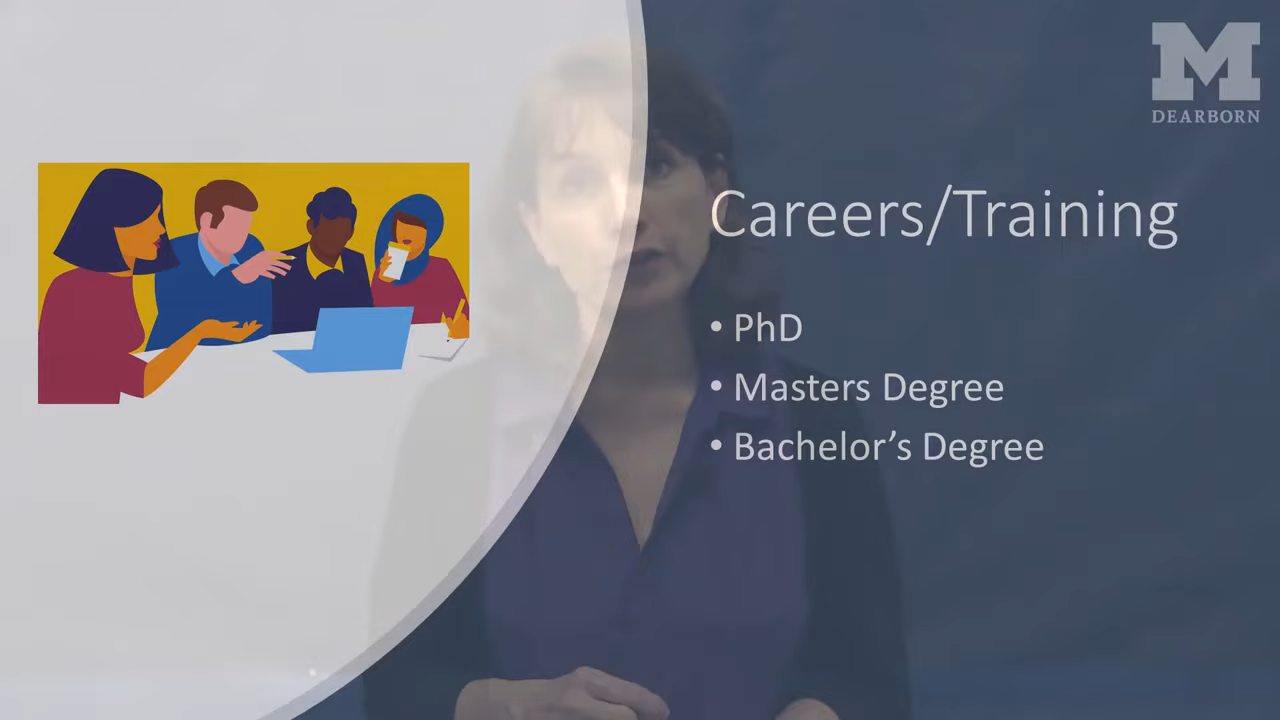 M
DEARBORN
Careers/Training
• PhD
• Masters Degree
• Bachelor’s Degree